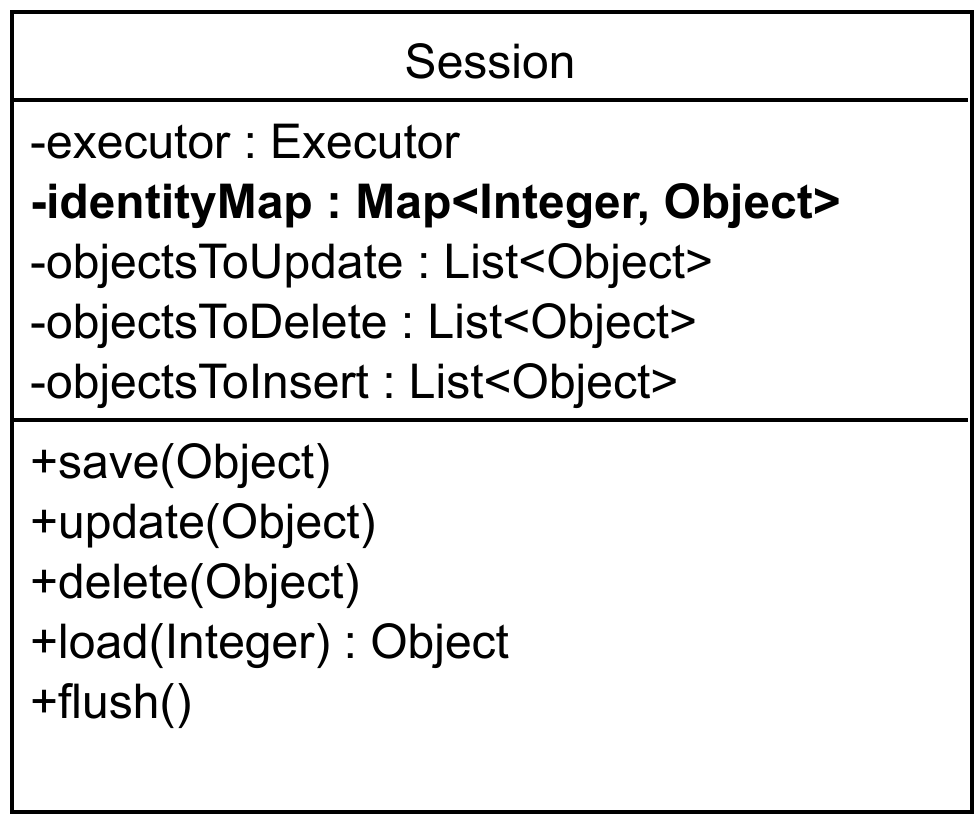 Session
-executor : Executor
-identityMap : Map<Integer, Object>
-objectsToUpdate : List<Object>
-objectsToDelete : List<Object>
-objectsToInsert : List<Object>
+save(Object)
+update(Object)
+delete(Object)
+load(Integer) : Object
+flush()